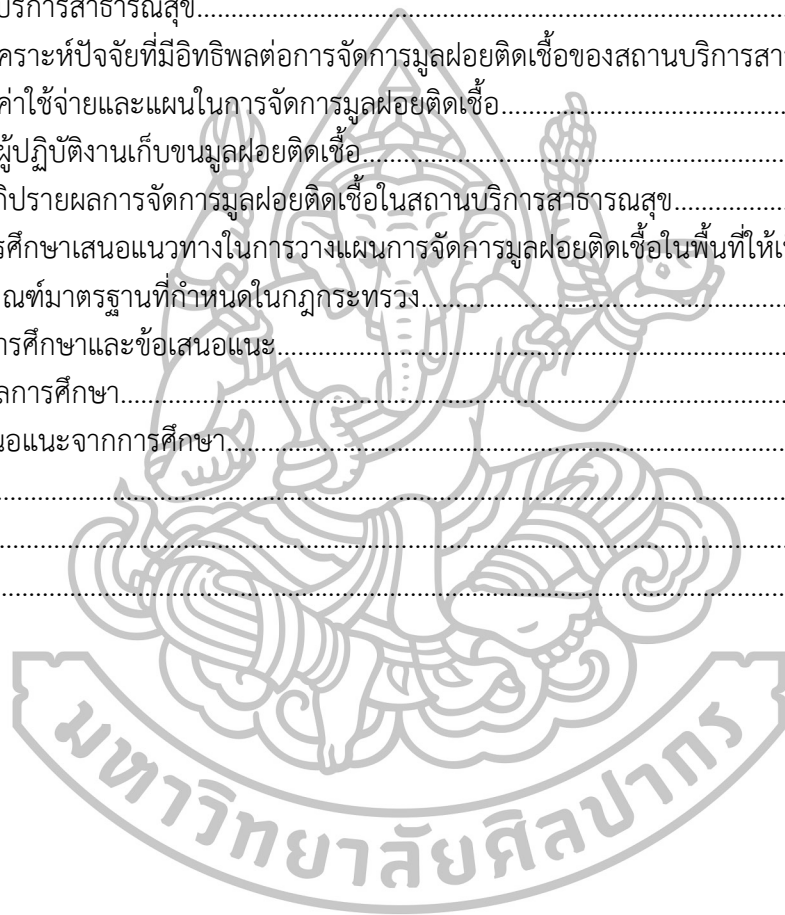 บริการสาธารณสุข
คราะห์ปัจจัยที่มีอิทธิพลต่อการจัดการมูลฝอยติดเชื้อของสถานบริการสา
ค่าใช้จ่ายและแผนในการจัดการมูลฝอยติดเชื้อ
ผู้ปฏิบัติงานเก็บขนมูลฝอยติดเชื้อ
ภิปรายผลการจัดการมูลฝอยติดเชื้อในสถานบริการสาธารณสุข
รศึกษาเสนอแนวทางในการวางแผนการจัดการมูลฝอยติดเชื้อในพื้นที่ให้เ
ณฑ์มาตรฐานที่กำหนดในกฎกระทรวง
ารศึกษาและข้อเสนอแนะ
ลการศึกษา
นอแนะจากการศึกษา
มหาวิทยาลัยศิลปากร